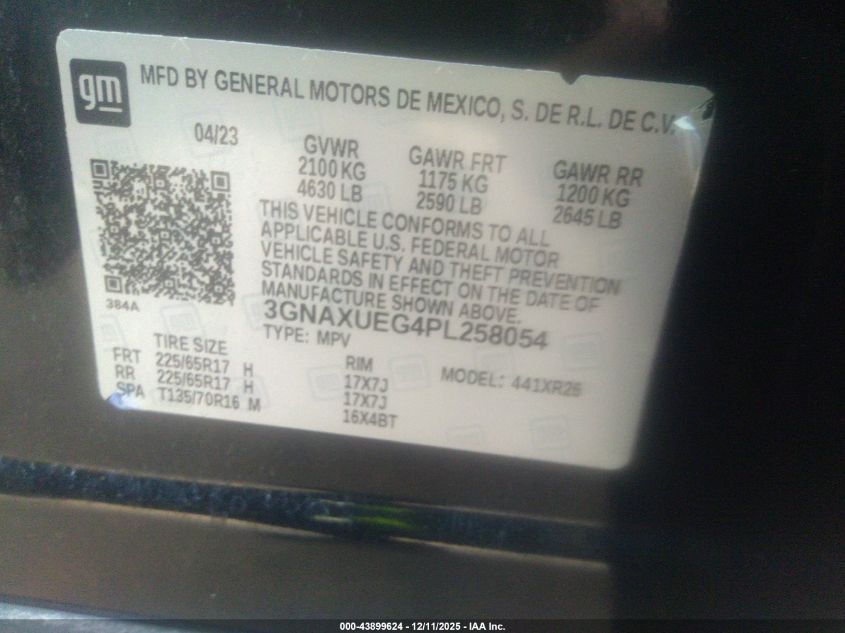 gm
MFD BY GENERAL MOTORS DE MEXICO, S. DE R.L. DE C.V.
04/23
GVWR
2100 KG
4630 LB
GAWR FRT
1175 KG
2590 LB
GAWR RR
1200 KG
2645 LB
THIS VEHICLE CONFORMS TO ALL
APPLICABLE U.S. FEDERAL MOTOR
VEHICLE SAFETY AND THEFT PREVENTION
STANDARDS IN EFFECT ON THE DATE OF
MANUFACTURE SHOWN ABOVE.
384A
3GNAXUEG4PL258054
TYPE: MPV
MODEL: 441XR26
TIRE SIZE
RIM
FRT 225/65R17 H 17X7J
RR 225/65R17 H 17X7J
SPA T135/70R16 M 16X4BT
000-43899624 - 12/11/2025 - IAA Inc.